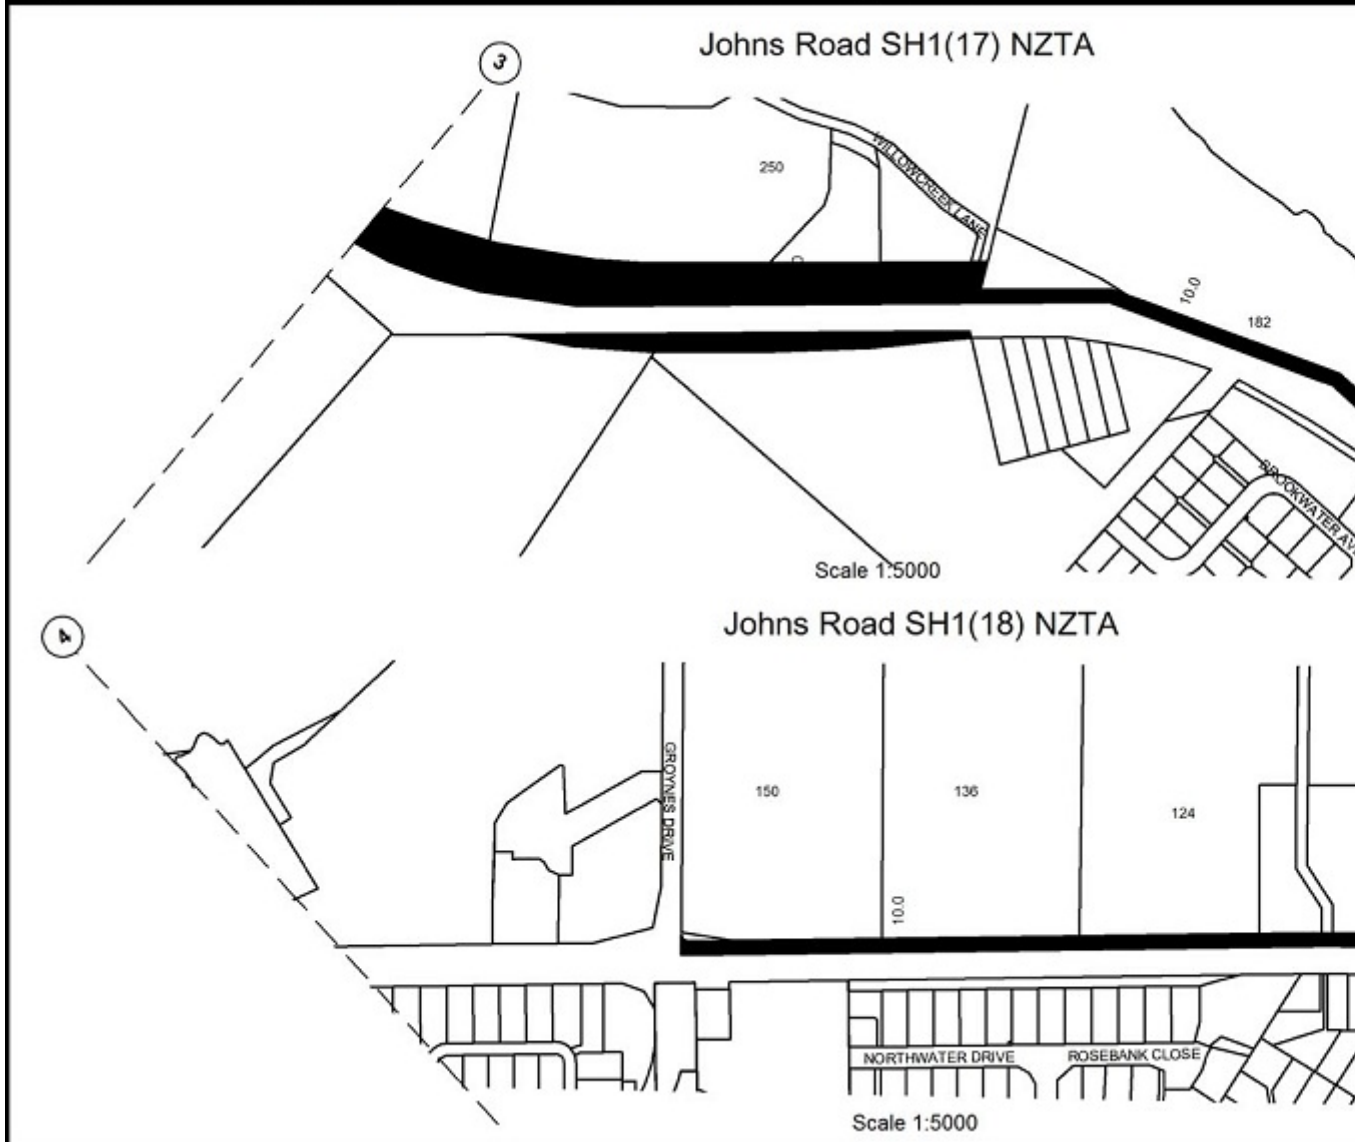 Johns Road SH1(17) NZTA
3
WILLOWCREEK LANE
250
10.0
182
BROOKWATER AV
Scale 1:5000
Johns Road SH1(18) NZTA
4
GROYNES DRIVE
150
136
124
10.0
NORTHWATER DRIVE
ROSEBANK CLOSE
Scale 1:5000